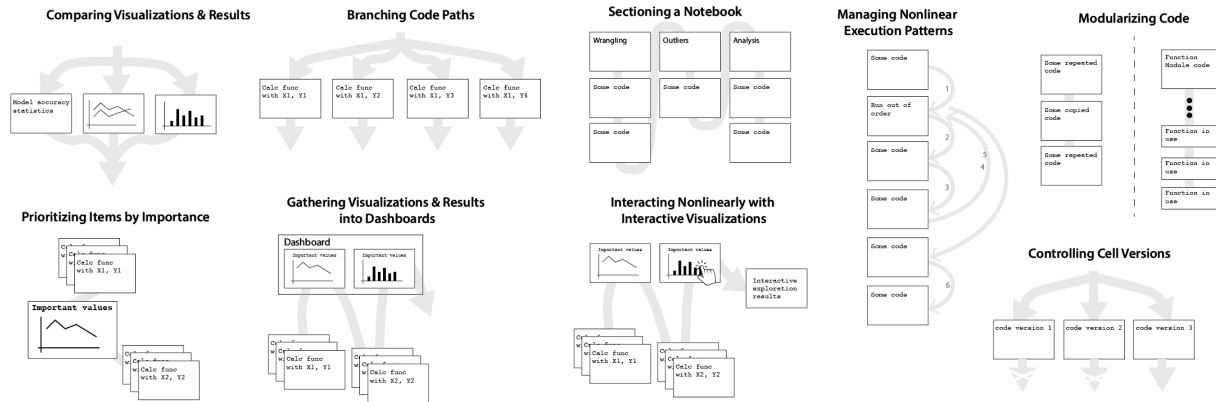 Comparing Visualizations & Results
Model accuracy
statistics
Branching Code Paths
Calc func
with X1, Y1
Calc func
with X1, Y2
Calc func
with X1, Y3
Calc func
with X1, Y4
Sectioning a Notebook
Wrangling
Outliers
Analysis
Some code
Some code
Some code
Some code
Some code
Managing Nonlinear
Execution Patterns
Some code
1
Run out of
order
2
Some code
5
4
3
Some code
Some code
6
Some code
Modularizing Code
Some repeated
code
Some copied
code
Some repeated
code
Function
Module code
Function in
use
Function in
use
Function in
use
Prioritizing Items by Importance
Calc func
with X1, Y1
Important values
Calc func
with X2, Y2
Gathering Visualizations & Results
into Dashboards
Dashboard
Important values
Important values
Calc func
with X1, Y1
Calc func
with X2, Y2
Interacting Nonlinearly with
Interactive Visualizations
Important values
Important values
Interactive
exploration
results
Calc func
with X1, Y1
Calc func
with X2, Y2
Controlling Cell Versions
code version 1
code version 2
code version 3